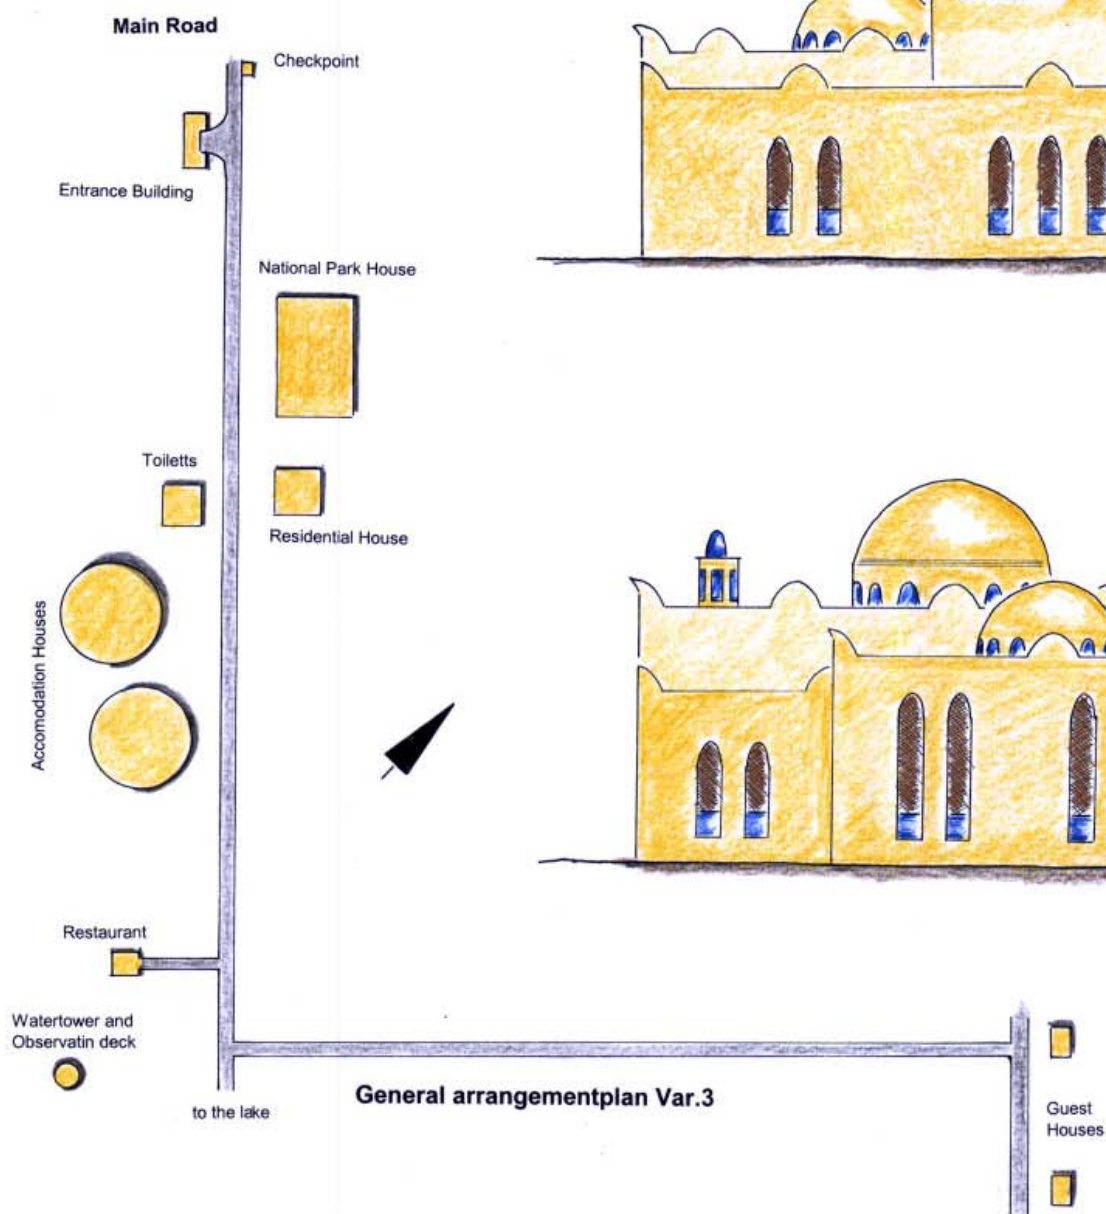 Main Road
Checkpoint
Entrance Building
National Park House
Toiletts
Residential House
Accomodation Houses
Restaurant
Watertower and
Observatin deck
to the lake
General arrangementplan Var.3
Guest
Houses